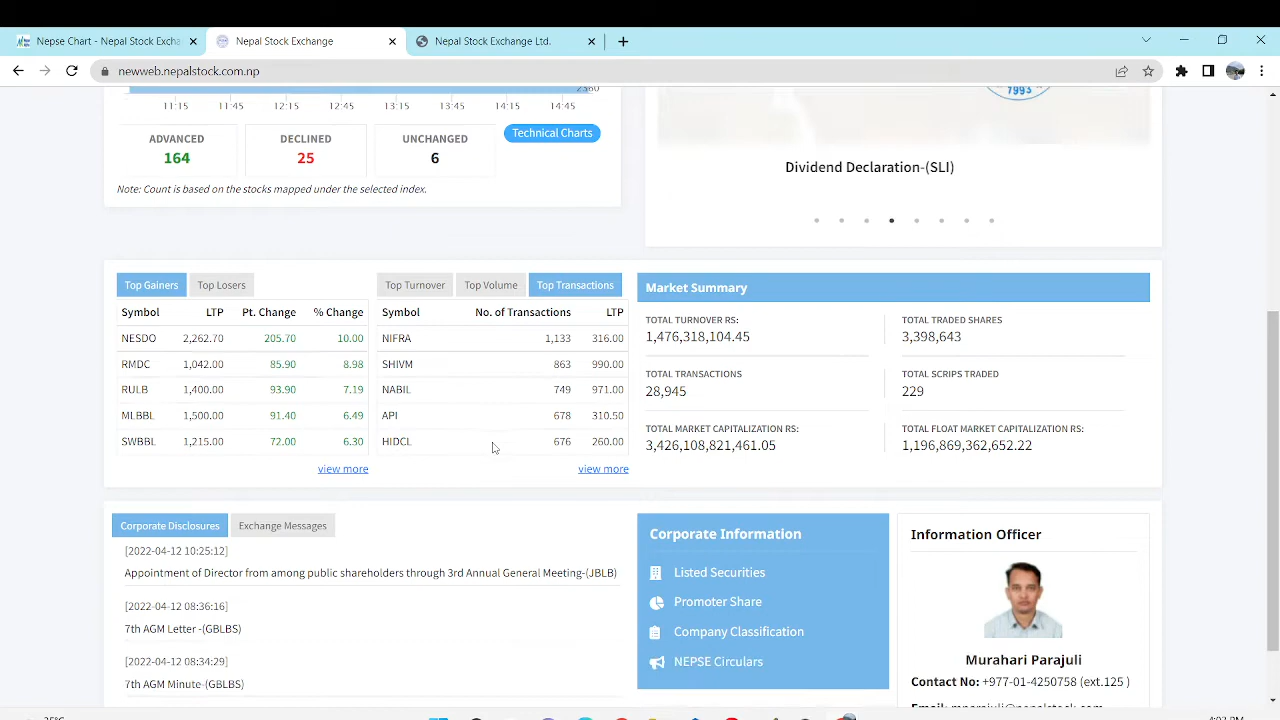 Nepse Chart - Nepal Stock Excha
Nepal Stock Exchange
Nepal Stock Exchange Ltd.
newweb.nepalstock.com.np
2360
11:15 11:45 12:15 12:45 13:15 13:45 14:15 14:45
1993
ADVANCED DECLINED UNCHANGED Technical Charts
164 25 6
Note: Count is based on the stocks mapped under the selected index.
Dividend Declaration-(SLI)
Top Gainers Top Losers
Symbol LTP Pt. Change % Change
NESDO 2,262.70 205.70 10.00
RMDC 1,042.00 85.90 8.98
RULB 1,400.00 93.90 7.19
MLBBL 1,500.00 91.40 6.49
SWBBL 1,215.00 72.00 6.30
view more
Top Turnover Top Volume Top Transactions
Symbol No. of Transactions LTP
NIFRA 1,133 316.00
SHIVM 863 990.00
NABIL 749 971.00
API 678 310.50
HIDCL 676 260.00
view more
Market Summary
TOTAL TURNOVER RS: TOTAL TRADED SHARES
1,476,318,104.45 3,398,643
TOTAL TRANSACTIONS TOTAL SCRIPS TRADED
28,945 229
TOTAL MARKET CAPITALIZATION RS: TOTAL FLOAT MARKET CAPITALIZATION RS:
3,426,108,821,461.05 1,196,869,362,652.22
Corporate Disclosures Exchange Messages
[2022-04-12 10:25:12]
Appointment of Director from among public shareholders through 3rd Annual General Meeting-(JBLB)
[2022-04-12 08:36:16]
7th AGM Letter -(GBLBS)
[2022-04-12 08:34:29]
7th AGM Minute-(GBLBS)
Corporate Information
Listed Securities
Promoter Share
Company Classification
NEPSE Circulars
Information Officer
Murahari Parajuli
Contact No: +977-01-4250758 (ext.125 )
Email: mparajuli@nepalstock.com